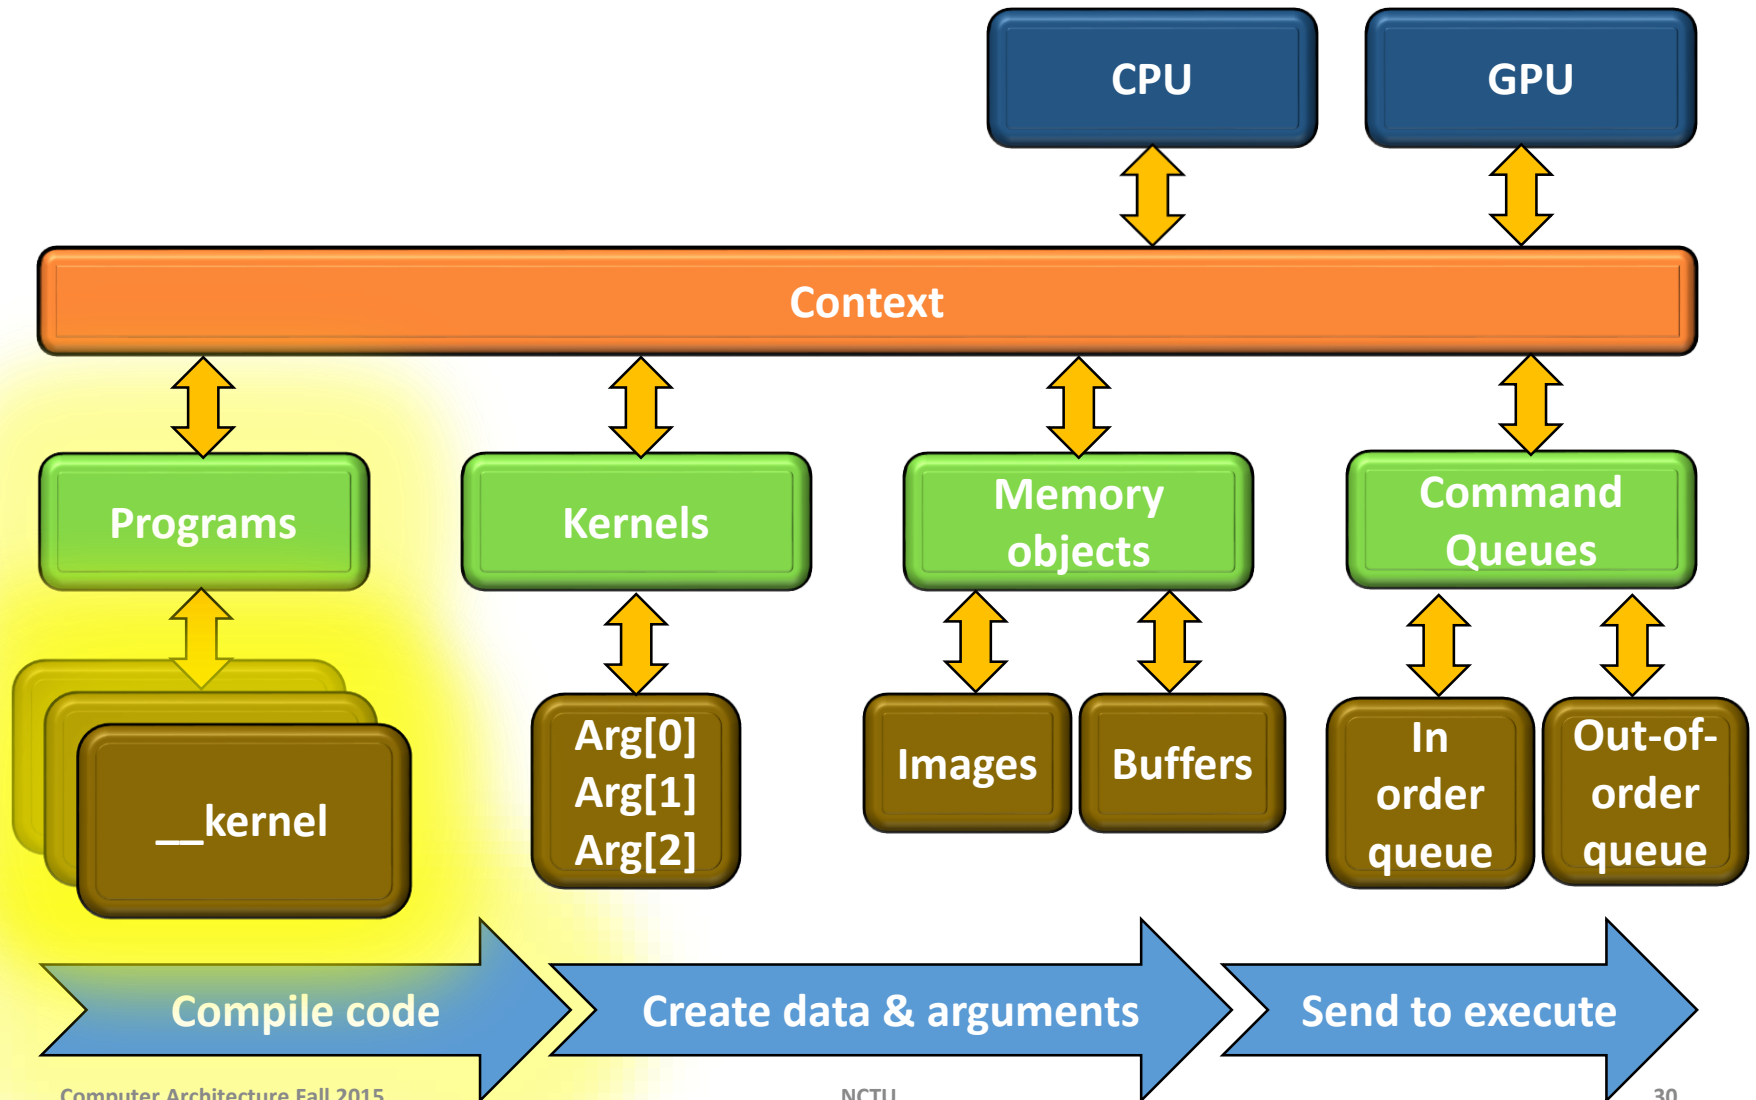 CPU
GPU
Context
Programs
Kernels
Memory
objects
Command
Queues
__kernel
Arg[0]
Arg[1]
Arg[2]
Images
Buffers
In
order
queue
Out-of-
order
queue
Compile code
Create data & arguments
Send to execute
Computer Architecture Fall 2015
NCTU
30